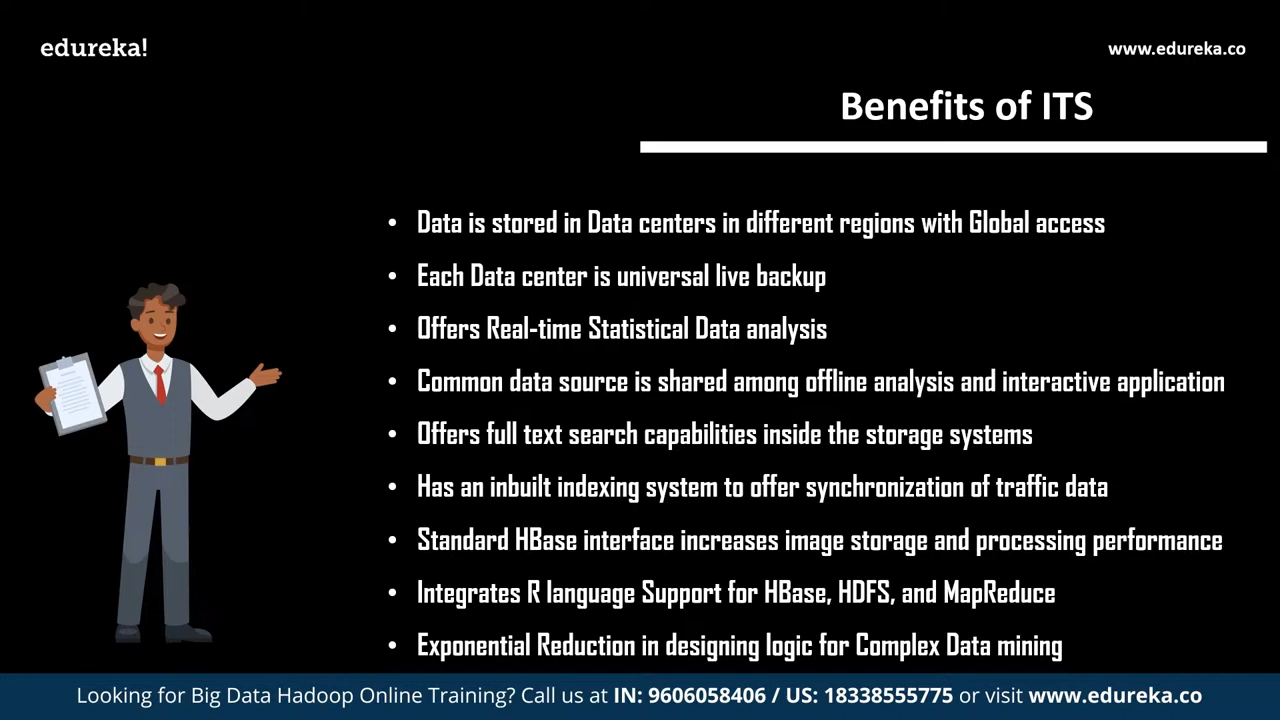 edureka!
www.edureka.co
Benefits of ITS
• Data is stored in Data centers in different regions with Global access
• Each Data center is universal live backup
• Offers Real-time Statistical Data analysis
• Common data source is shared among offline analysis and interactive application
• Offers full text search capabilities inside the storage systems
• Has an inbuilt indexing system to offer synchronization of traffic data
• Standard HBase interface increases image storage and processing performance
• Integrates R language Support for HBase, HDFS, and MapReduce
• Exponential Reduction in designing logic for Complex Data mining
Looking for Big Data Hadoop Online Training? Call us at IN: 9606058406 / US: 18338555775 or visit www.edureka.co